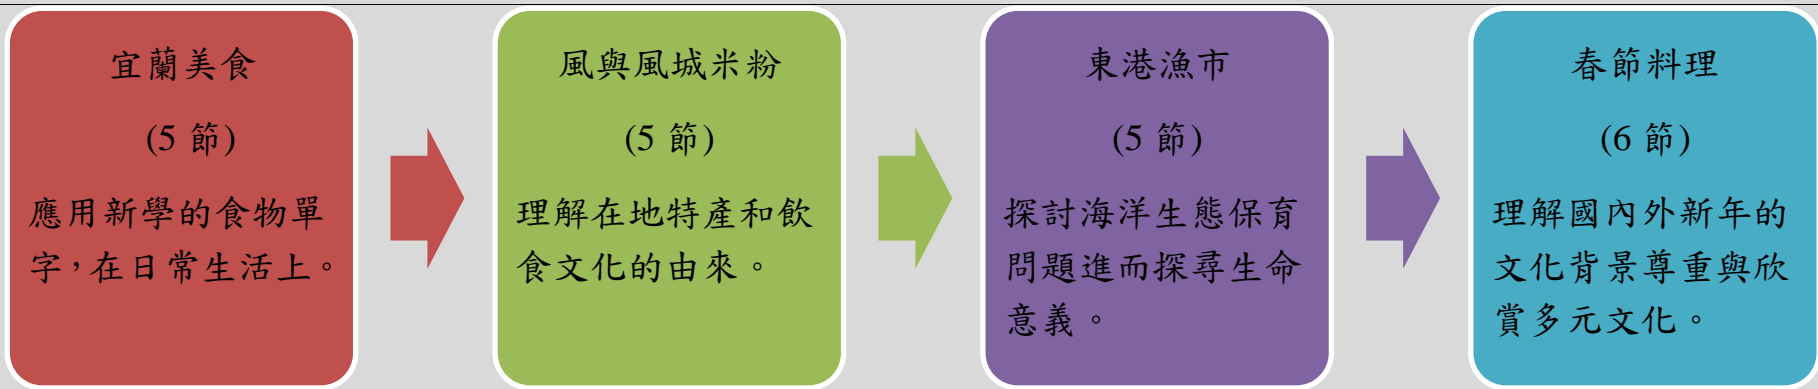 宜蘭美食
(5 節)
應用新學的食物單
字,在日常生活上。
風與風城米粉
(5 節)
理解在地特產和飲
食文化的由來。
東港漁市
(5 節)
探討海洋生態保育
問題進而探尋生命
意義。
春節料理
(6 節)
理解國內外新年的
文化背景尊重與欣
賞多元文化。